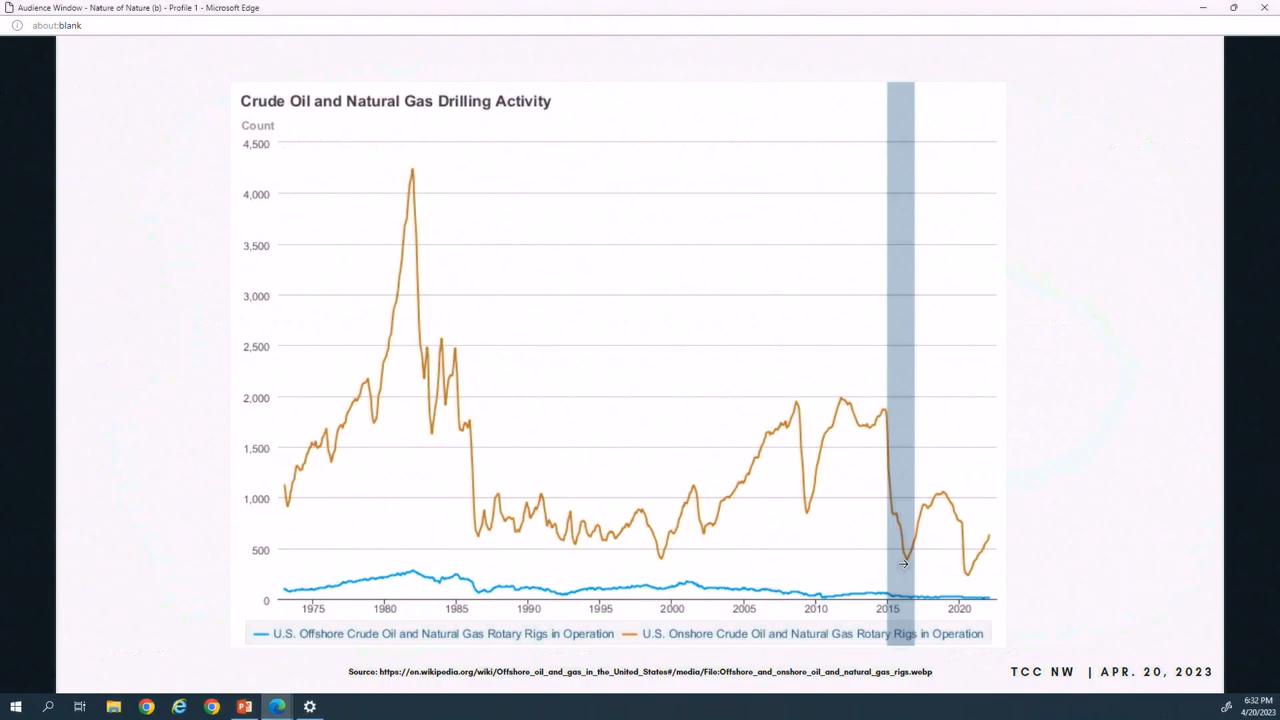 Audience Window - Nature of Nature (b) - Profile 1 - Microsoft Edge
about:blank
Crude Oil and Natural Gas Drilling Activity
Count
4,500
4,000
3,500
3,000
2,500
2,000
1,500
1,000
500
0
1975 1980 1985 1990 1995 2000 2005 2010 2015 2020
U.S. Offshore Crude Oil and Natural Gas Rotary Rigs in Operation U.S. Onshore Crude Oil and Natural Gas Rotary Rigs in Operation
Source: https://en.wikipedia.org/wiki/Offshore_oil_and_gas_in_the_United_States#/media/File:Offshore_and_onshore_oil_and_natural_gas_rigs.webp
TCC NW | APR. 20, 2023
6:32 PM
4/20/2023